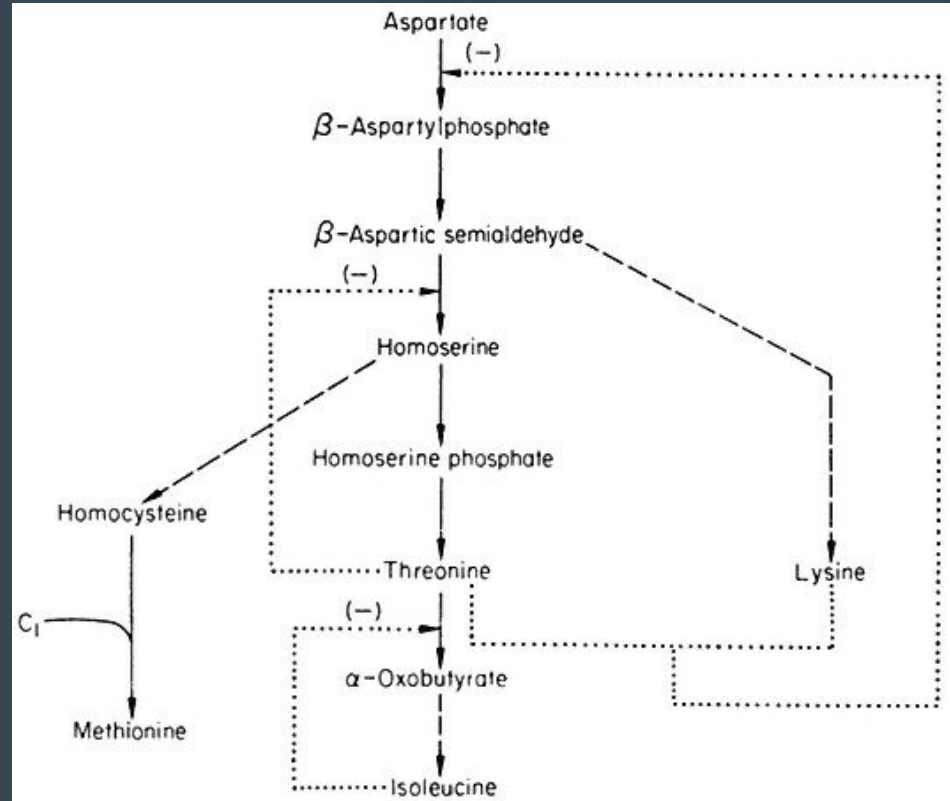 Aspartate
(-)
β-Aspartylphosphate
β-Aspartic semialdehyde
(-)
Homoserine
Homoserine phosphate
Homocysteine
Threonine
Lysine
(-)
C₁
α-Oxobutyrate
Methionine
Isoleucine